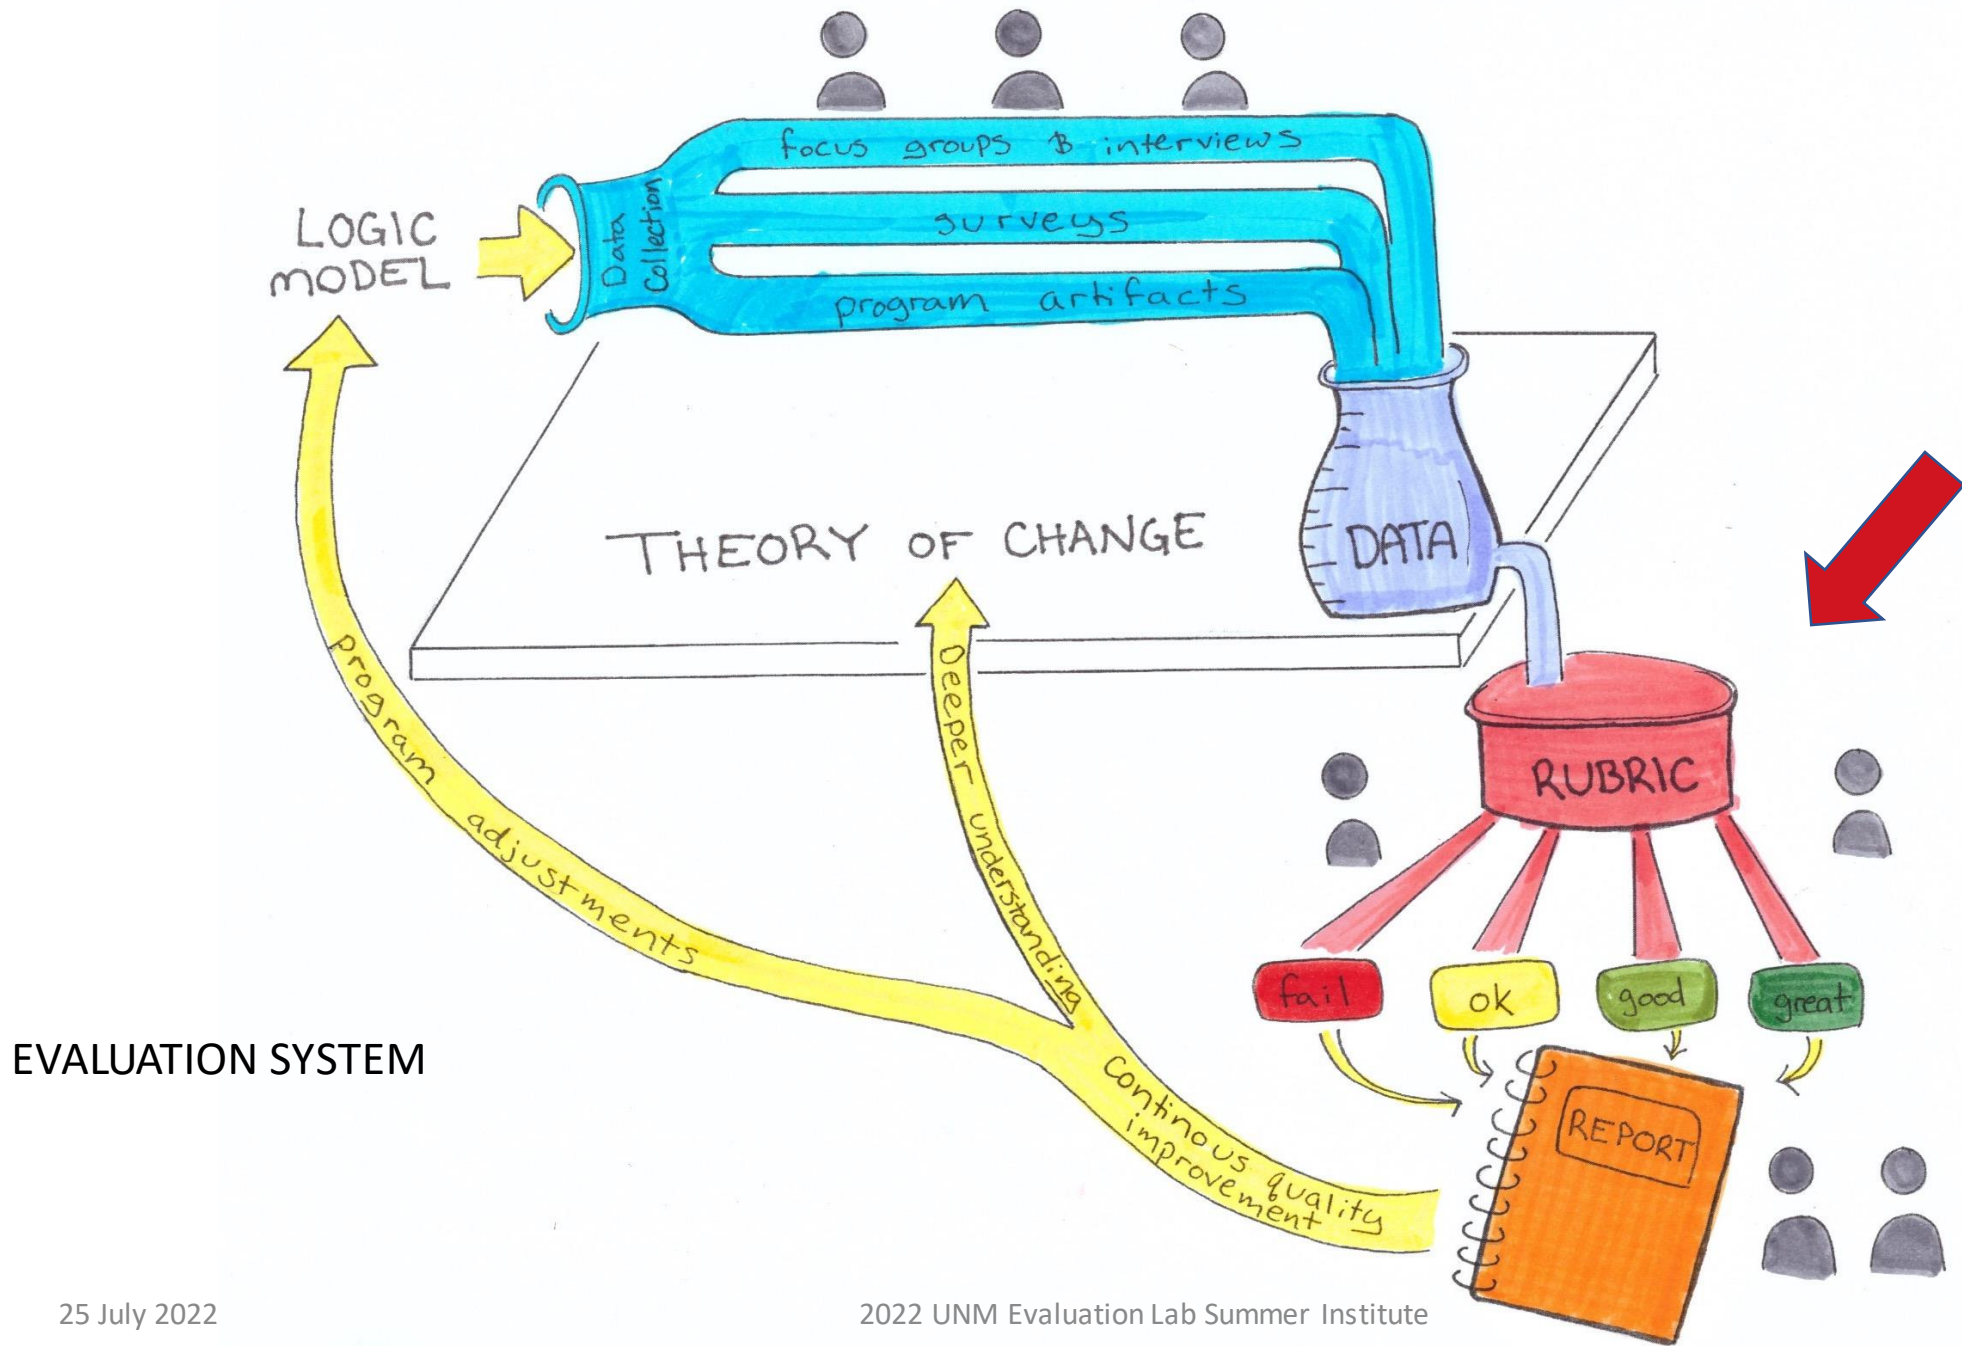 focus groups & interviews
Data
Collection
surveys
program artifacts
LOGIC
MODEL
THEORY OF CHANGE
DATA
RUBRIC
program adjustments
Deeper understanding
fail
ok
good
great
Continous quality
improvement
REPORT
EVALUATION SYSTEM
25 July 2022
2022 UNM Evaluation Lab Summer Institute